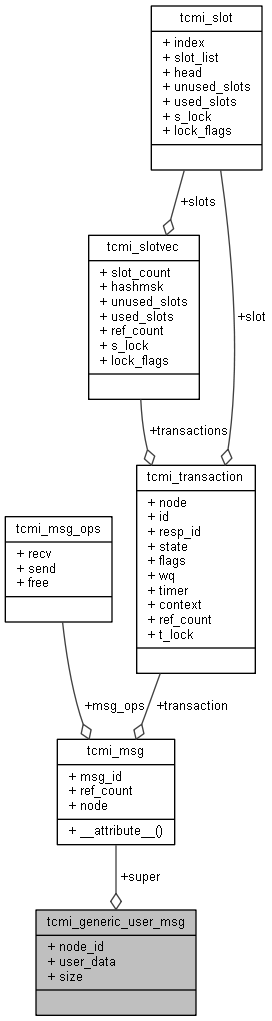 tcmi_slot
+ index
+ slot_list
+ head
+ unused_slots
+ used_slots
+ s_lock
+ lock_flags
+slots
tcmi_slotvec
+ slot_count
+ hashmsk
+ unused_slots
+ used_slots
+ ref_count
+ s_lock
+ lock_flags
+slot
+transactions
tcmi_transaction
+ node
+ id
+ resp_id
+ state
+ flags
+ wq
+ timer
+ context
+ ref_count
+ t_lock
tcmi_msg_ops
+ recv
+ send
+ free
+msg_ops
+transaction
tcmi_msg
+ msg_id
+ ref_count
+ node
+ __attribute__()
+super
tcmi_generic_user_msg
+ node_id
+ user_data
+ size